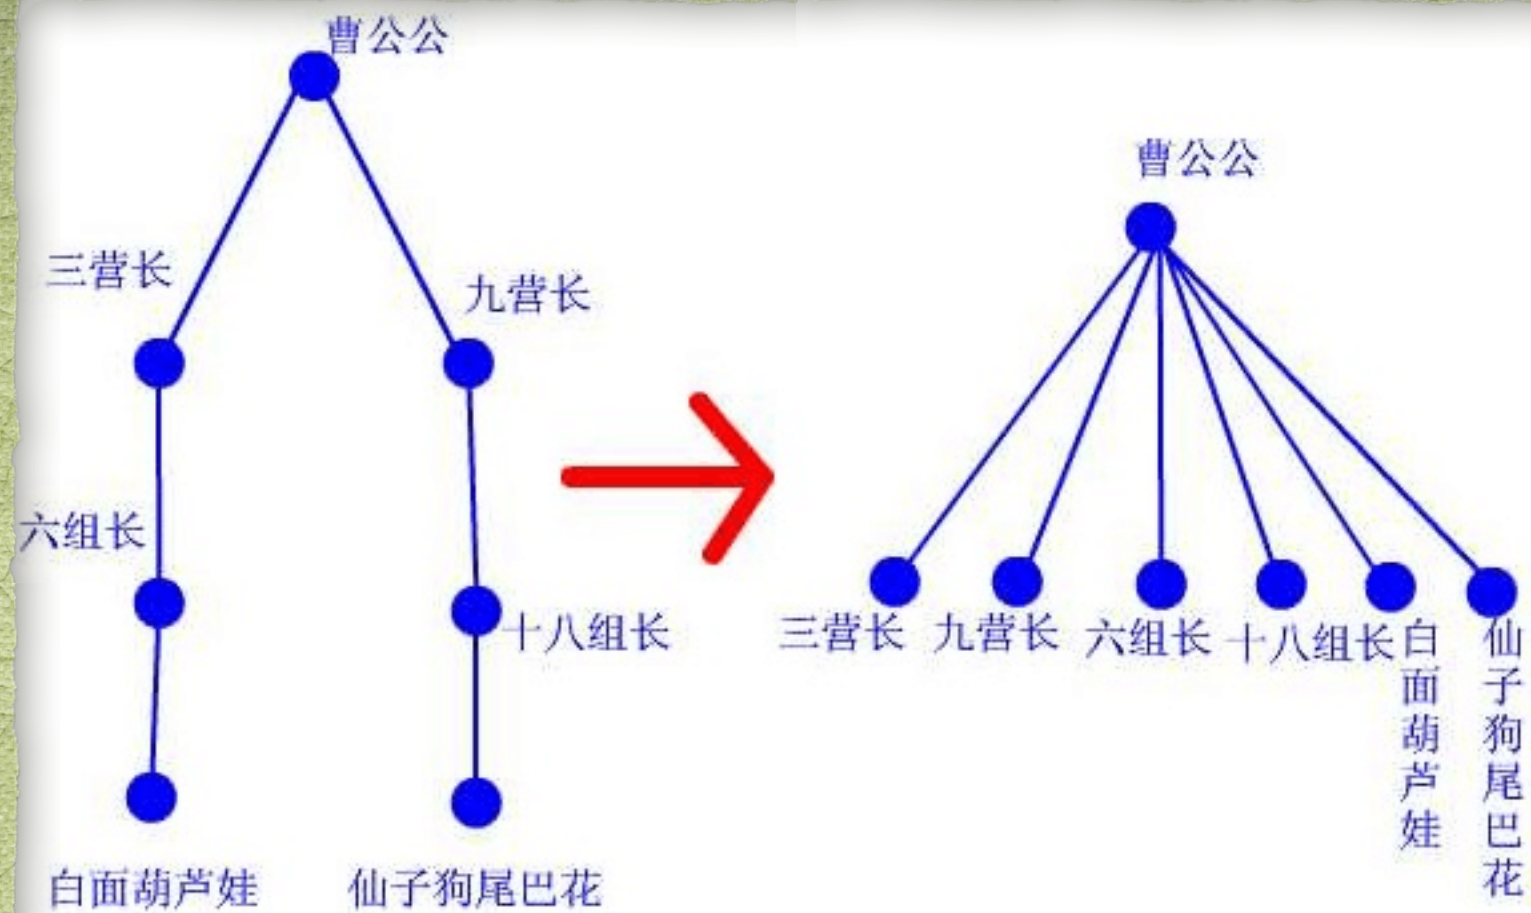 曹公公
三营长
九营长
六组长
十八组长
白面葫芦娃
仙子狗尾巴花
曹公公
三营长
九营长
六组长
十八组长
白面葫芦娃
仙子狗尾巴花